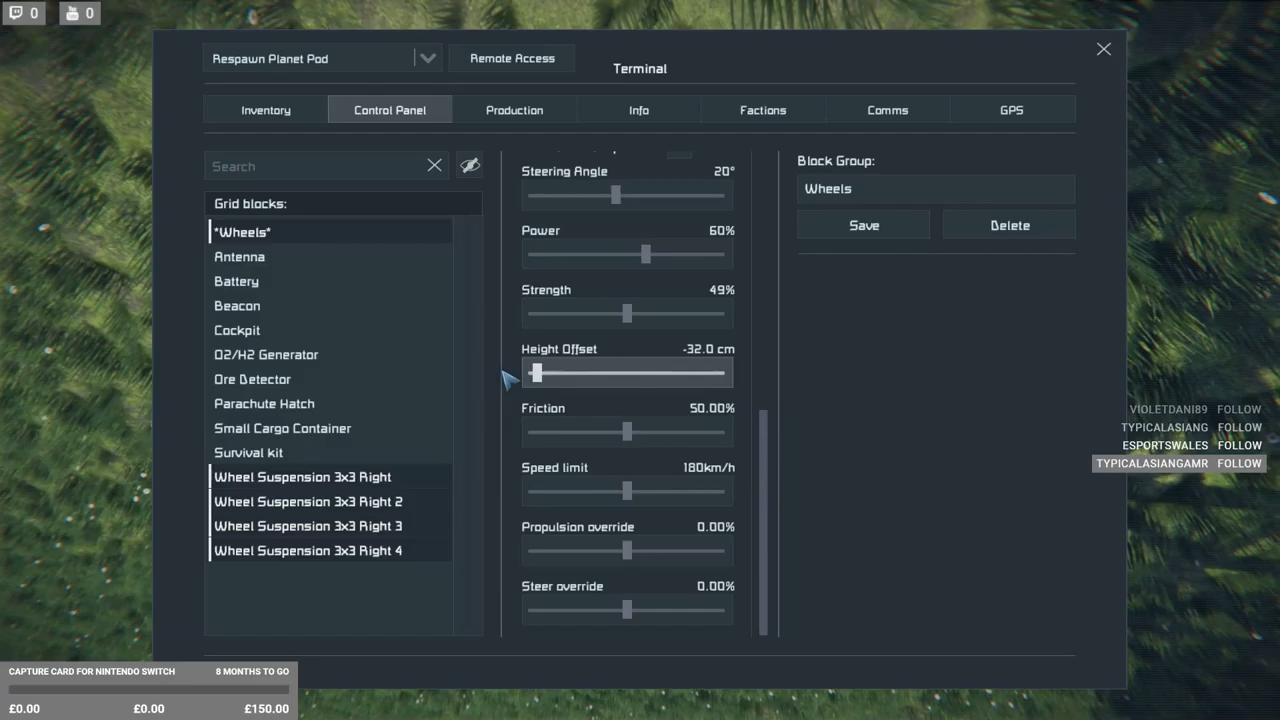 0 0
Respawn Planet Pod
Remote Access
Terminal
Inventory
Control Panel
Production
Info
Factions
Comms
GPS
Search
Grid blocks:
*Wheels*
Antenna
Battery
Beacon
Cockpit
O2/H2 Generator
Ore Detector
Parachute Hatch
Small Cargo Container
Survival kit
Wheel Suspension 3x3 Right
Wheel Suspension 3x3 Right 2
Wheel Suspension 3x3 Right 3
Wheel Suspension 3x3 Right 4
Steering Angle 20°
Power 60%
Strength 49%
Height Offset -32.0 cm
Friction 50.00%
Speed limit 180km/h
Propulsion override 0.00%
Steer override 0.00%
Block Group:
Wheels
Save
Delete
VIOLETDANI89 FOLLOW
TYPICALASIANG FOLLOW
ESPORTSWALES FOLLOW
TYPICALASIANGAMR FOLLOW
CAPTURE CARD FOR NINTENDO SWITCH 8 MONTHS TO GO
£0.00 £0.00 £150.00